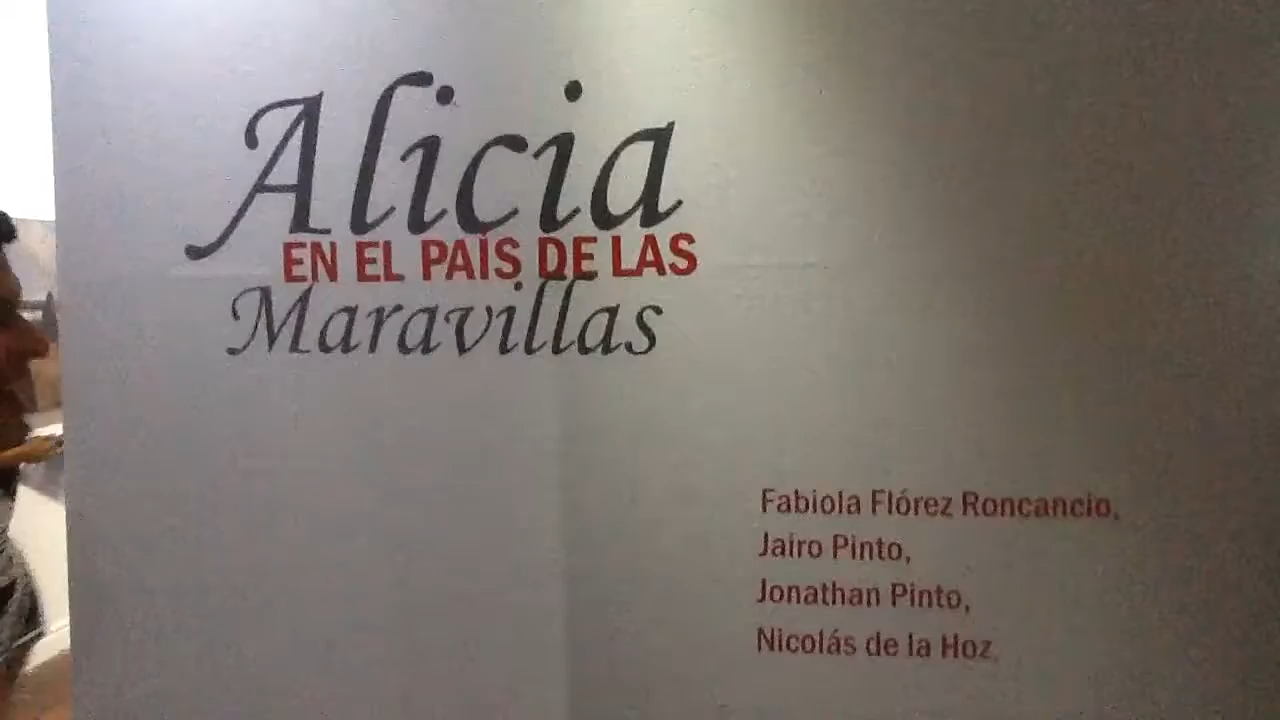 Alicia
EN EL PAÍS DE LAS
Maravillas
Fabiola Flórez Roncancio,
Jairo Pinto,
Jonathan Pinto,
Nicolás de la Hoz.